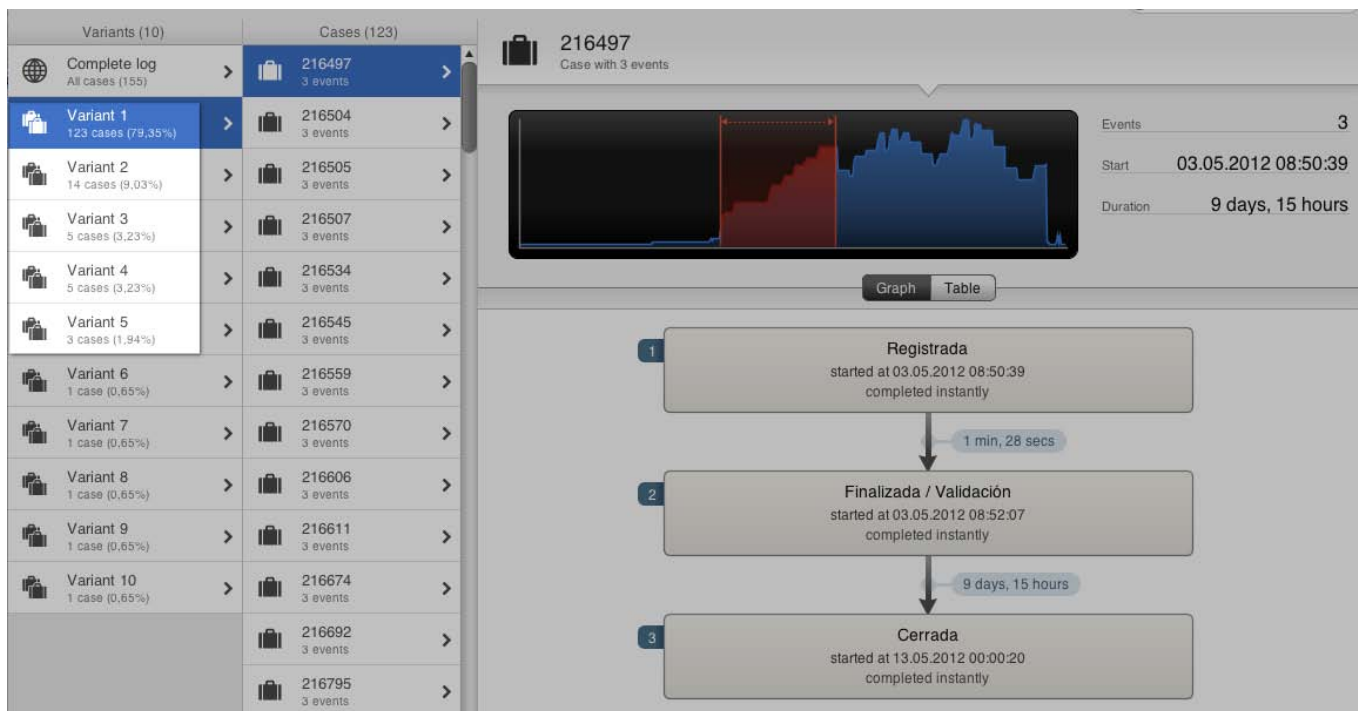 Variants (10)
Complete log
All cases (155)
Variant 1
123 cases (79,35%)
Variant 2
14 cases (9,03%)
Variant 3
5 cases (3,23%)
Variant 4
5 cases (3,23%)
Variant 5
3 cases (1,94%)
Variant 6
1 case (0,65%)
Variant 7
1 case (0,65%)
Variant 8
1 case (0,65%)
Variant 9
1 case (0,65%)
Variant 10
1 case (0,65%)
Cases (123)
216497
3 events
216504
3 events
216505
3 events
216507
3 events
216534
3 events
216545
3 events
216559
3 events
216570
3 events
216606
3 events
216611
3 events
216674
3 events
216692
3 events
216795
3 events
216497
Case with 3 events
Events 3
Start 03.05.2012 08:50:39
Duration 9 days, 15 hours
Graph Table
1
Registrada
started at 03.05.2012 08:50:39
completed instantly
1 min, 28 secs
2
Finalizada / Validación
started at 03.05.2012 08:52:07
completed instantly
9 days, 15 hours
3
Cerrada
started at 13.05.2012 00:00:20
completed instantly